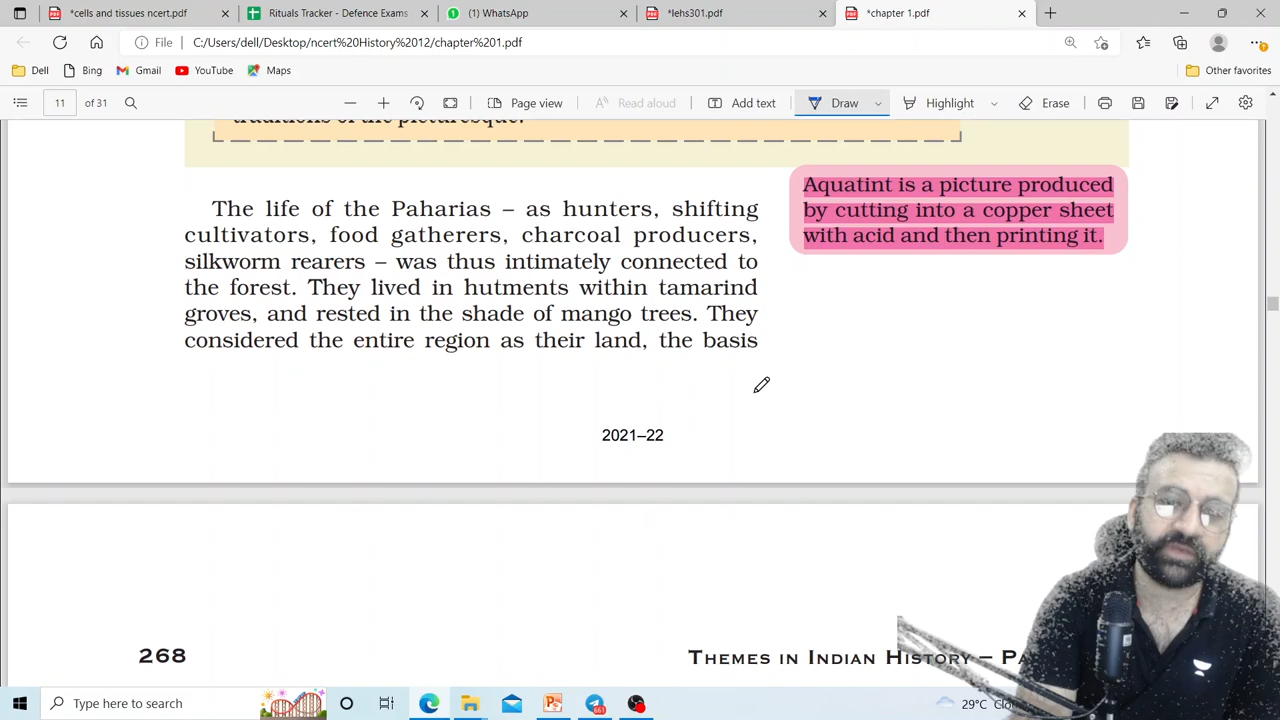 *cells and tissues ncert.pdf
Rituals Tracker - Defence Exams
(1) WhatsApp
*lehs301.pdf
*chapter 1.pdf
File
C:/Users/dell/Desktop/ncert%20History%2012/chapter%201.pdf
Dell
Bing
Gmail
YouTube
Maps
Other favorites
11
of 31
Page view
Read aloud
Add text
Draw
Highlight
Erase
traditions of the picturesque.
Aquatint is a picture produced
by cutting into a copper sheet
with acid and then printing it.
The life of the Paharias – as hunters, shifting
cultivators, food gatherers, charcoal producers,
silkworm rearers – was thus intimately connected to
the forest. They lived in hutments within tamarind
groves, and rested in the shade of mango trees. They
considered the entire region as their land, the basis
2021–22
268
THEMES IN INDIAN HISTORY – PA
Type here to search
29°C